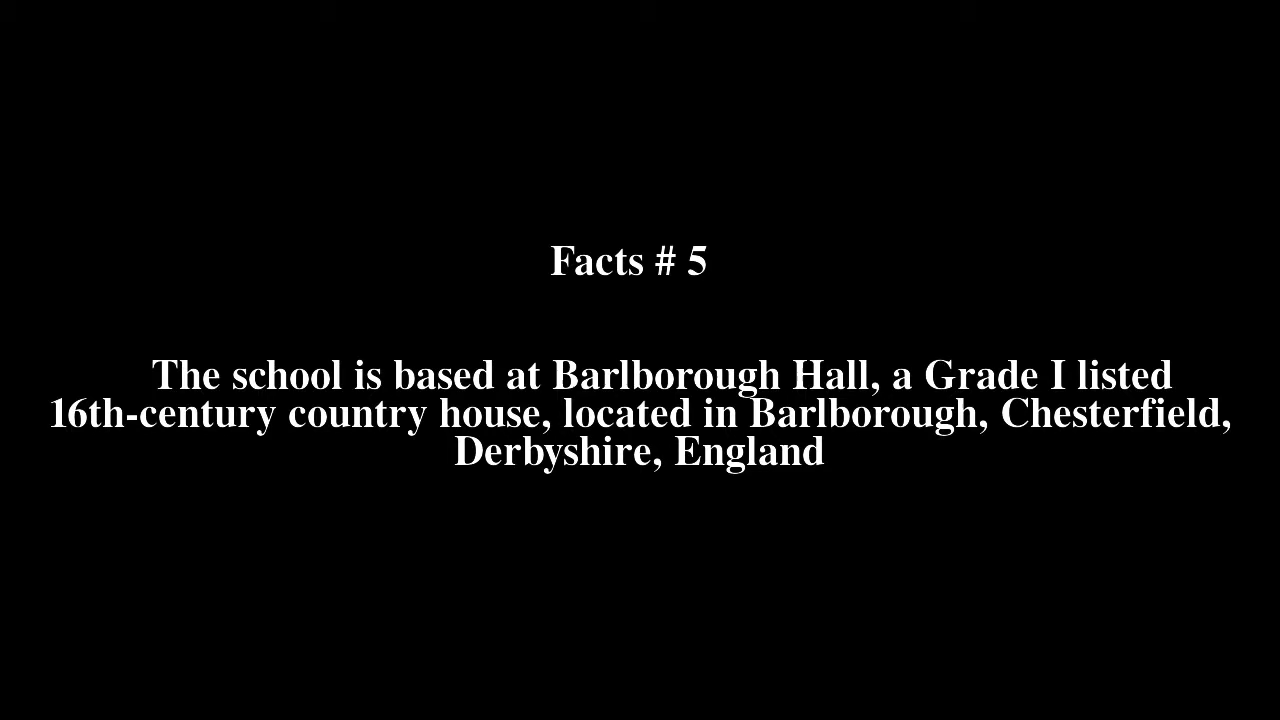 Facts # 5
The school is based at Barlborough Hall, a Grade I listed
16th-century country house, located in Barlborough, Chesterfield,
Derbyshire, England